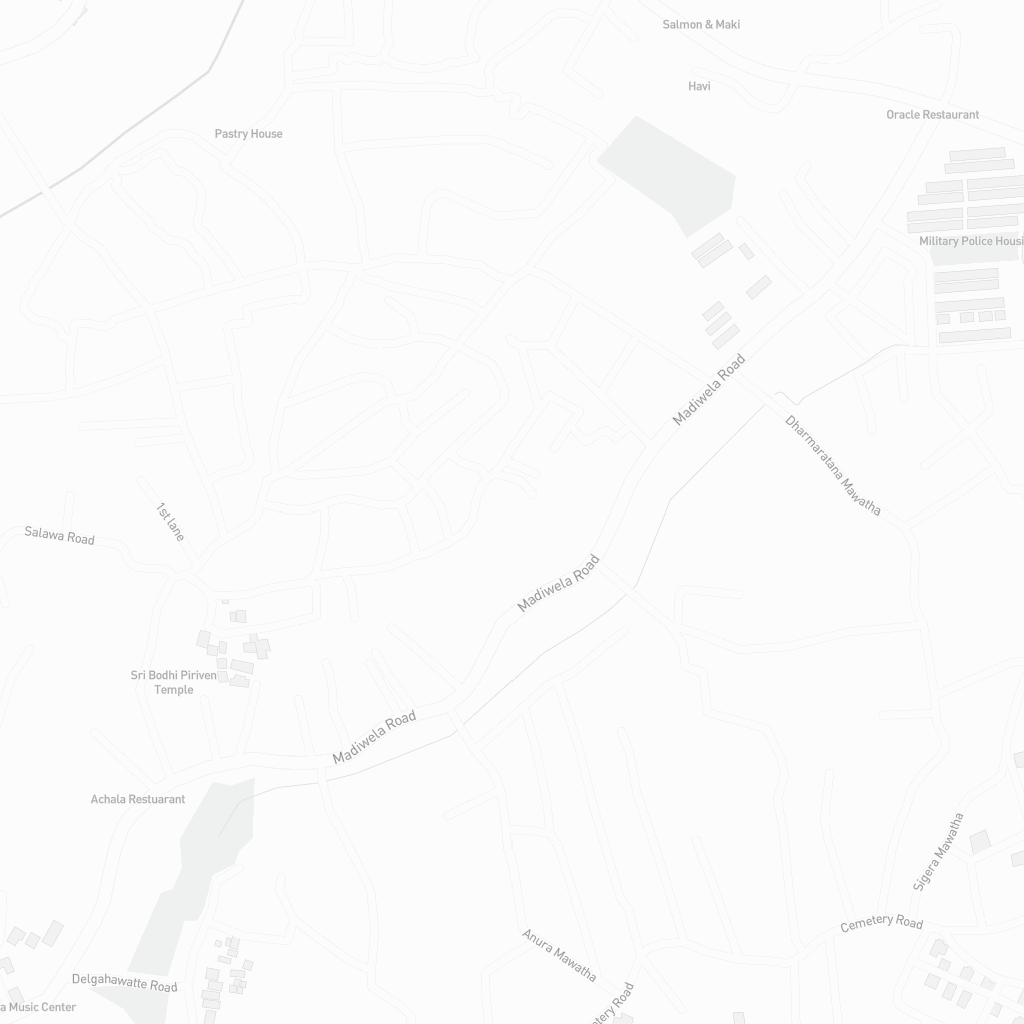 Salmon & Maki
Havi
Oracle Restaurant
Pastry House
Military Police Housi
Madiwela Road
Dharmaratana Mawatha
1st lane
Salawa Road
Madiwela Road
Sri Bodhi Piriven
Temple
Madiwela Road
Achala Restuarant
Sigera Mawatha
Cemetery Road
Anura Mawatha
Delgahawatte Road
a Music Center
etery Road